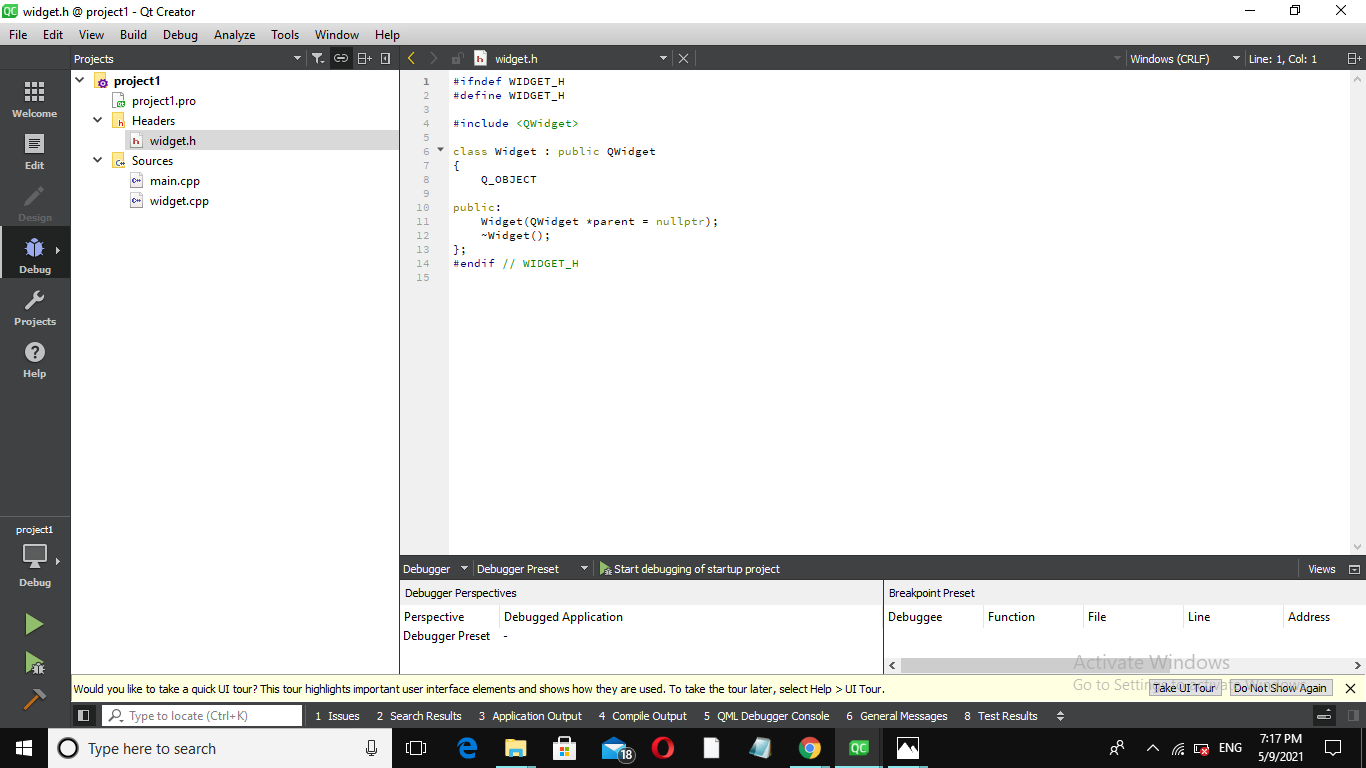 widget.h @ project1 - Qt Creator
File Edit View Build Debug Analyze Tools Window Help
Projects
widget.h
Windows (CRLF)
Line: 1, Col: 1
Welcome
Edit
Design
Debug
Projects
Help
project1
Debug
project1
project1.pro
Headers
widget.h
Sources
main.cpp
widget.cpp
1 #ifndef WIDGET_H
2 #define WIDGET_H
3
4 #include <QWidget>
5
6 class Widget : public QWidget
7 {
8 Q_OBJECT
9
10 public:
11 Widget(QWidget *parent = nullptr);
12 ~Widget();
13 };
14 #endif // WIDGET_H
15
Debugger Debugger Preset Start debugging of startup project Views
Debugger Perspectives
Perspective Debugged Application
Debugger Preset -
Breakpoint Preset
Debuggee Function File Line Address
Activate Windows
Would you like to take a quick UI tour? This tour highlights important user interface elements and shows how they are used. To take the tour later, select Help > UI Tour.
Take UI Tour
Do Not Show Again
Type to locate (Ctrl+K)
1 Issues 2 Search Results 3 Application Output 4 Compile Output 5 QML Debugger Console 6 General Messages 8 Test Results
Type here to search
18
QC
ENG
7:17 PM
5/9/2021